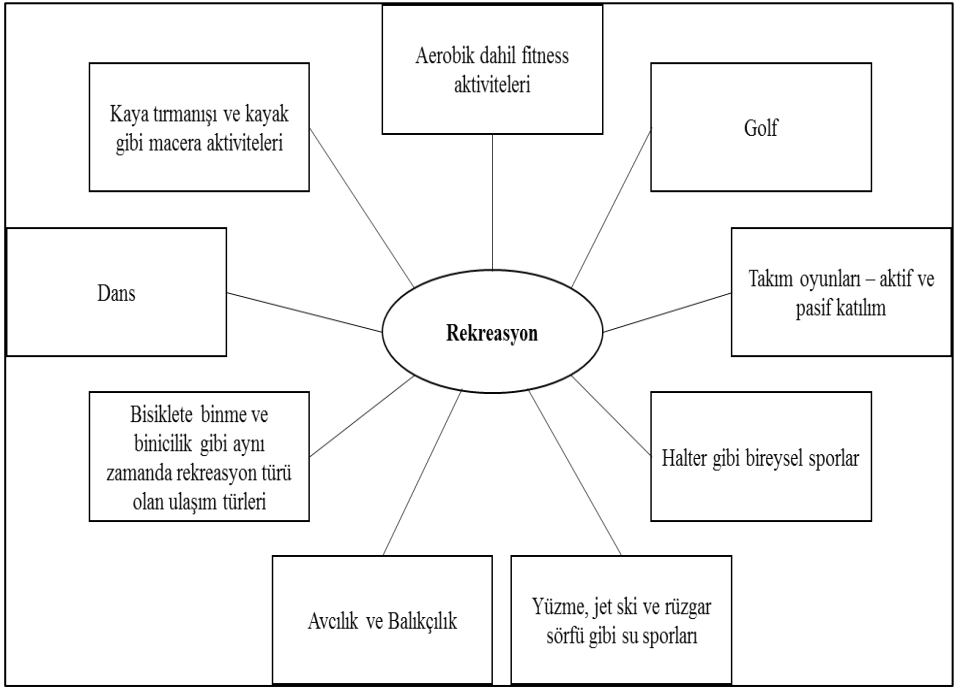 Aerobik dahil fitness
aktiviteleri
Kaya tırmanışı ve kayak
gibi macera aktiviteleri
Golf
Dans
Takım oyunları – aktif ve
pasif katılım
Rekreasyon
Bisiklete binme ve
binicilik gibi aynı
zamanda rekreasyon türü
olan ulaşım türleri
Halter gibi bireysel sporlar
Avcılık ve Balıkçılık
Yüzme, jet ski ve rüzgar
sörfü gibi su sporları